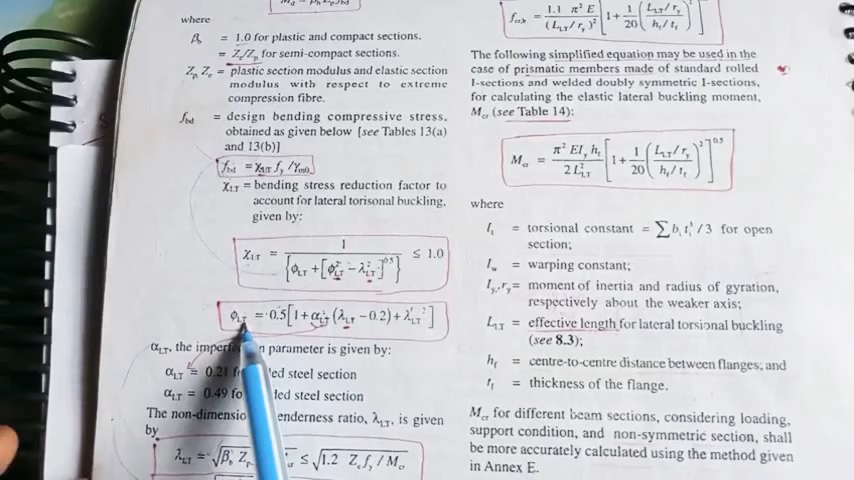 where
β_b = 1.0 for plastic and compact sections.
= Z_e/Z_p for semi-compact sections.
Z_p Z_e = plastic section modulus and elastic section
modulus with respect to extreme
compression fibre.
f_bd = design bending compressive stress,
obtained as given below [see Tables 13(a)
and 13(b)]
f_bd = χ_LT f_y /γ_m0
χ_LT = bending stress reduction factor to
account for lateral torisonal buckling,
given by:
χ_LT = 1 / {φ_LT + [φ²_LT − λ²_LT]^0.5} ≤ 1.0
φ_LT = 0.5[1 + α_LT (λ_LT − 0.2) + λ_LT²]
α_LT, the parameter is given by:
α_LT = 0.21 steel section
α_LT = 0.49 steel section
The non-dimensional ratio, λ_LT, is given
by
λ_LT = √β_b Z_p ≤ √1.2 Z_e f_y / M_cr
f_cr,b = 1.1 π² E / (L_LT / r_y)² [1 + 1/20 (L_LT / r_y / h_f / t_f)²]
The following simplified equation may be used in the
case of prismatic members made of standard rolled
I-sections and welded doubly symmetric I-sections,
for calculating the elastic lateral buckling moment,
M_cr (see Table 14):
M_cr = π² EI_y h_f / 2 L²_LT [1 + 1/20 (L_LT / r_y / h_f / t_f)²]^0.5
where
I_t = torsional constant = ∑ b_i t_i³ /3 for open
section;
I_w = warping constant;
I_y, r_y = moment of inertia and radius of gyration,
respectively about the weaker axis;
L_LT = effective length for lateral torsional buckling
(see 8.3);
h_f = centre-to-centre distance between flanges; and
t_f = thickness of the flange.
M_cr for different beam sections, considering loading,
support condition, and non-symmetric section, shall
be more accurately calculated using the method given
in Annex E.